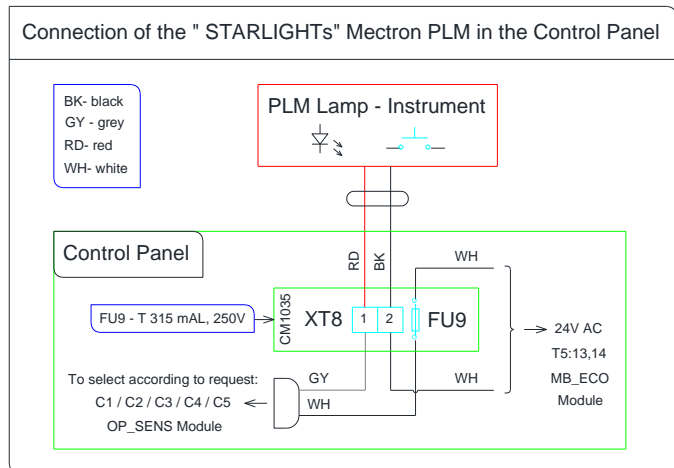 Connection of the " STARLIGHTs" Mectron PLM in the Control Panel
BK- black
GY - grey
RD- red
WH- white
PLM Lamp - Instrument
Control Panel
RD
BK
WH
FU9 - T 315 mAL, 250V
CM1035
XT8
1
2
FU9
24V AC
T5:13,14
MB_ECO
Module
To select according to request:
C1 / C2 / C3 / C4 / C5
OP_SENS Module
GY
WH
WH